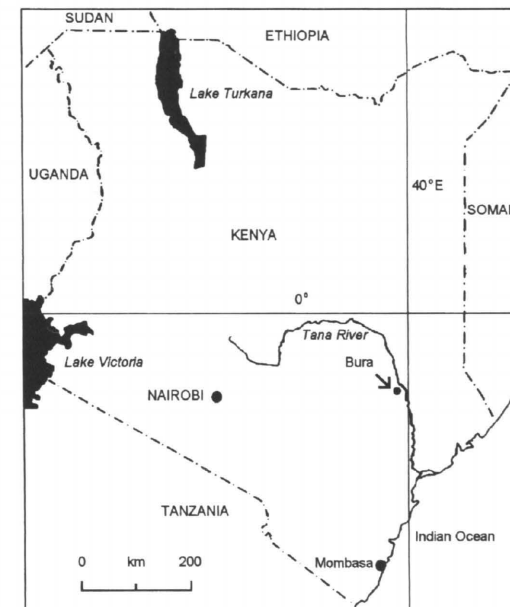 SUDAN
ETHIOPIA
Lake Turkana
UGANDA
40°E
SOMAL
KENYA
0°
Tana River
Lake Victoria
Bura
NAIROBI
TANZANIA
Indian Ocean
0 km 200
Mombasa